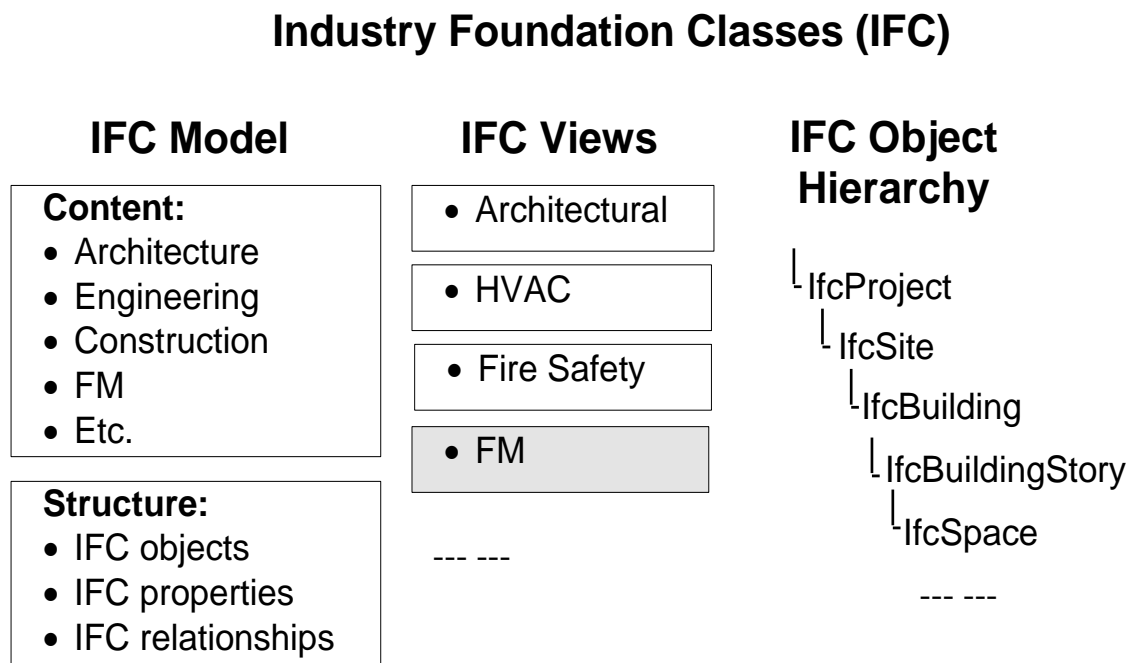 Industry Foundation Classes (IFC)
IFC Model
Content:
• Architecture
• Engineering
• Construction
• FM
• Etc.
Structure:
• IFC objects
• IFC properties
• IFC relationships
IFC Views
• Architectural
• HVAC
• Fire Safety
• FM
--- ---
IFC Object
Hierarchy
IfcProject
IfcSite
IfcBuilding
IfcBuildingStory
IfcSpace
--- ---